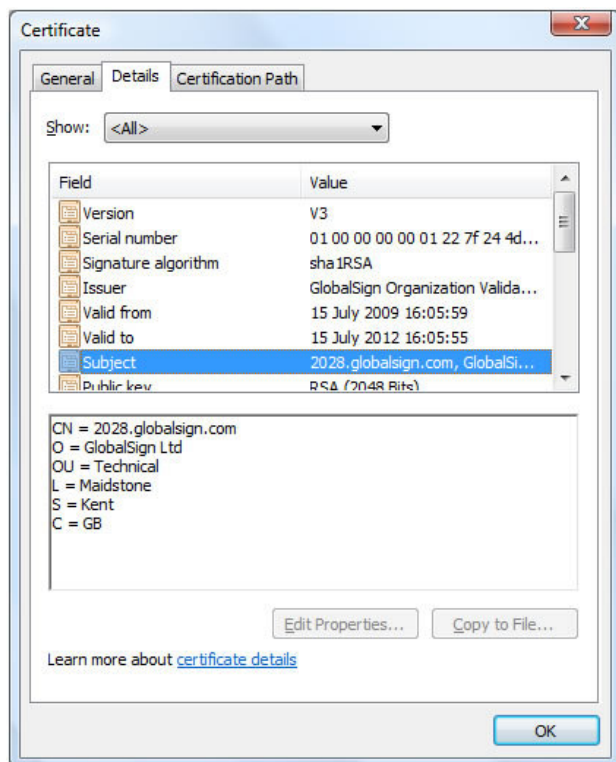 Certificate
General Details Certification Path
Show: <All>
Field Value
Version V3
Serial number 01 00 00 00 00 01 22 7f 24 4d...
Signature algorithm sha1RSA
Issuer GlobalSign Organization Valida...
Valid from 15 July 2009 16:05:59
Valid to 15 July 2012 16:05:55
Subject 2028.globalsign.com, GlobalSi...
Public key RSA (2048 Bits)
CN = 2028.globalsign.com
O = GlobalSign Ltd
OU = Technical
L = Maidstone
S = Kent
C = GB
Edit Properties... Copy to File...
Learn more about certificate details
OK